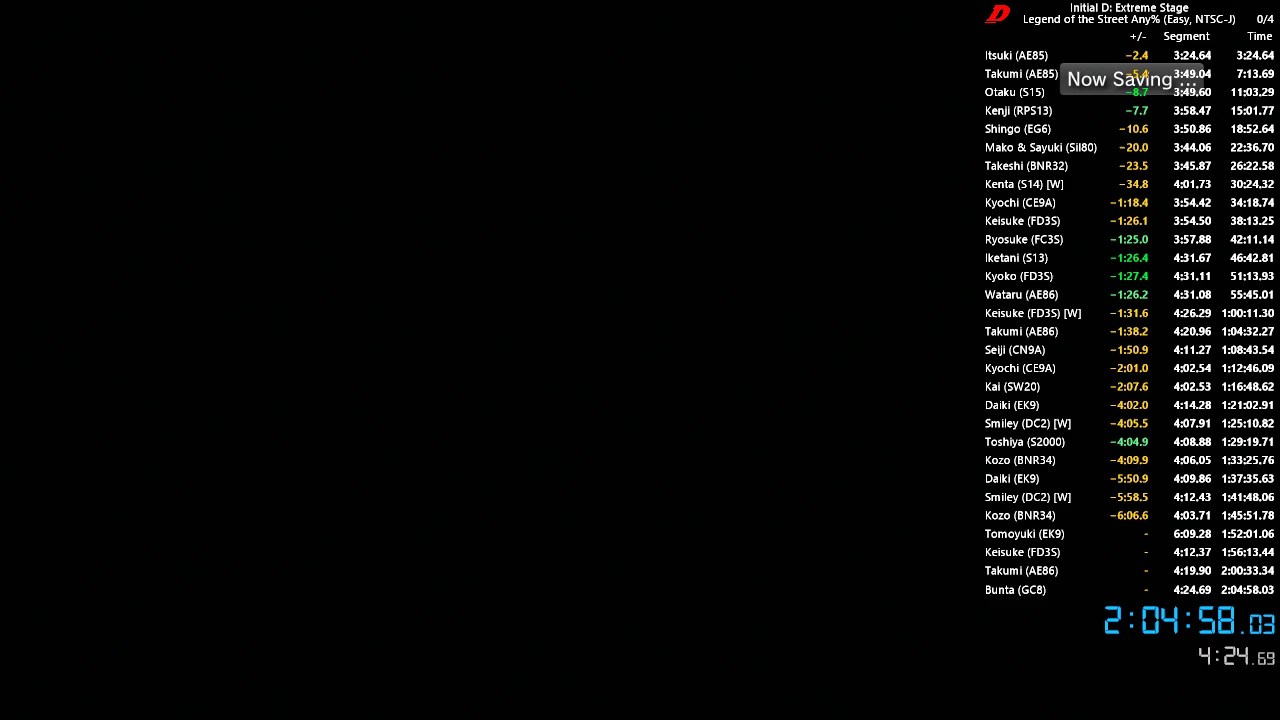 Initial D: Extreme Stage
Legend of the Street Any% (Easy, NTSC-J) 0/4
+/- Segment Time
Itsuki (AE85) −2.4 3:24.64 3:24.64
Takumi (AE85) −5.4 3:49.04 7:13.69
Now Saving ...
Otaku (S15) −8.7 3:49.60 11:03.29
Kenji (RPS13) −7.7 3:58.47 15:01.77
Shingo (EG6) −10.6 3:50.86 18:52.64
Mako & Sayuki (Sil80) −20.0 3:44.06 22:36.70
Takeshi (BNR32) −23.5 3:45.87 26:22.58
Kenta (S14) [W] −34.8 4:01.73 30:24.32
Kyochi (CE9A) −1:18.4 3:54.42 34:18.74
Keisuke (FD3S) −1:26.1 3:54.50 38:13.25
Ryosuke (FC3S) −1:25.0 3:57.88 42:11.14
Iketani (S13) −1:26.4 4:31.67 46:42.81
Kyoko (FD3S) −1:27.4 4:31.11 51:13.93
Wataru (AE86) −1:26.2 4:31.08 55:45.01
Keisuke (FD3S) [W] −1:31.6 4:26.29 1:00:11.30
Takumi (AE86) −1:38.2 4:20.96 1:04:32.27
Seiji (CN9A) −1:50.9 4:11.27 1:08:43.54
Kyochi (CE9A) −2:01.0 4:02.54 1:12:46.09
Kai (SW20) −2:07.6 4:02.53 1:16:48.62
Daiki (EK9) −4:02.0 4:14.28 1:21:02.91
Smiley (DC2) [W] −4:05.5 4:07.91 1:25:10.82
Toshiya (S2000) −4:04.9 4:08.88 1:29:19.71
Kozo (BNR34) −4:09.9 4:06.05 1:33:25.76
Daiki (EK9) −5:50.9 4:09.86 1:37:35.63
Smiley (DC2) [W] −5:58.5 4:12.43 1:41:48.06
Kozo (BNR34) −6:06.6 4:03.71 1:45:51.78
Tomoyuki (EK9) - 6:09.28 1:52:01.06
Keisuke (FD3S) - 4:12.37 1:56:13.44
Takumi (AE86) - 4:19.90 2:00:33.34
Bunta (GC8) - 4:24.69 2:04:58.03
2:04:58.03
4:24.69